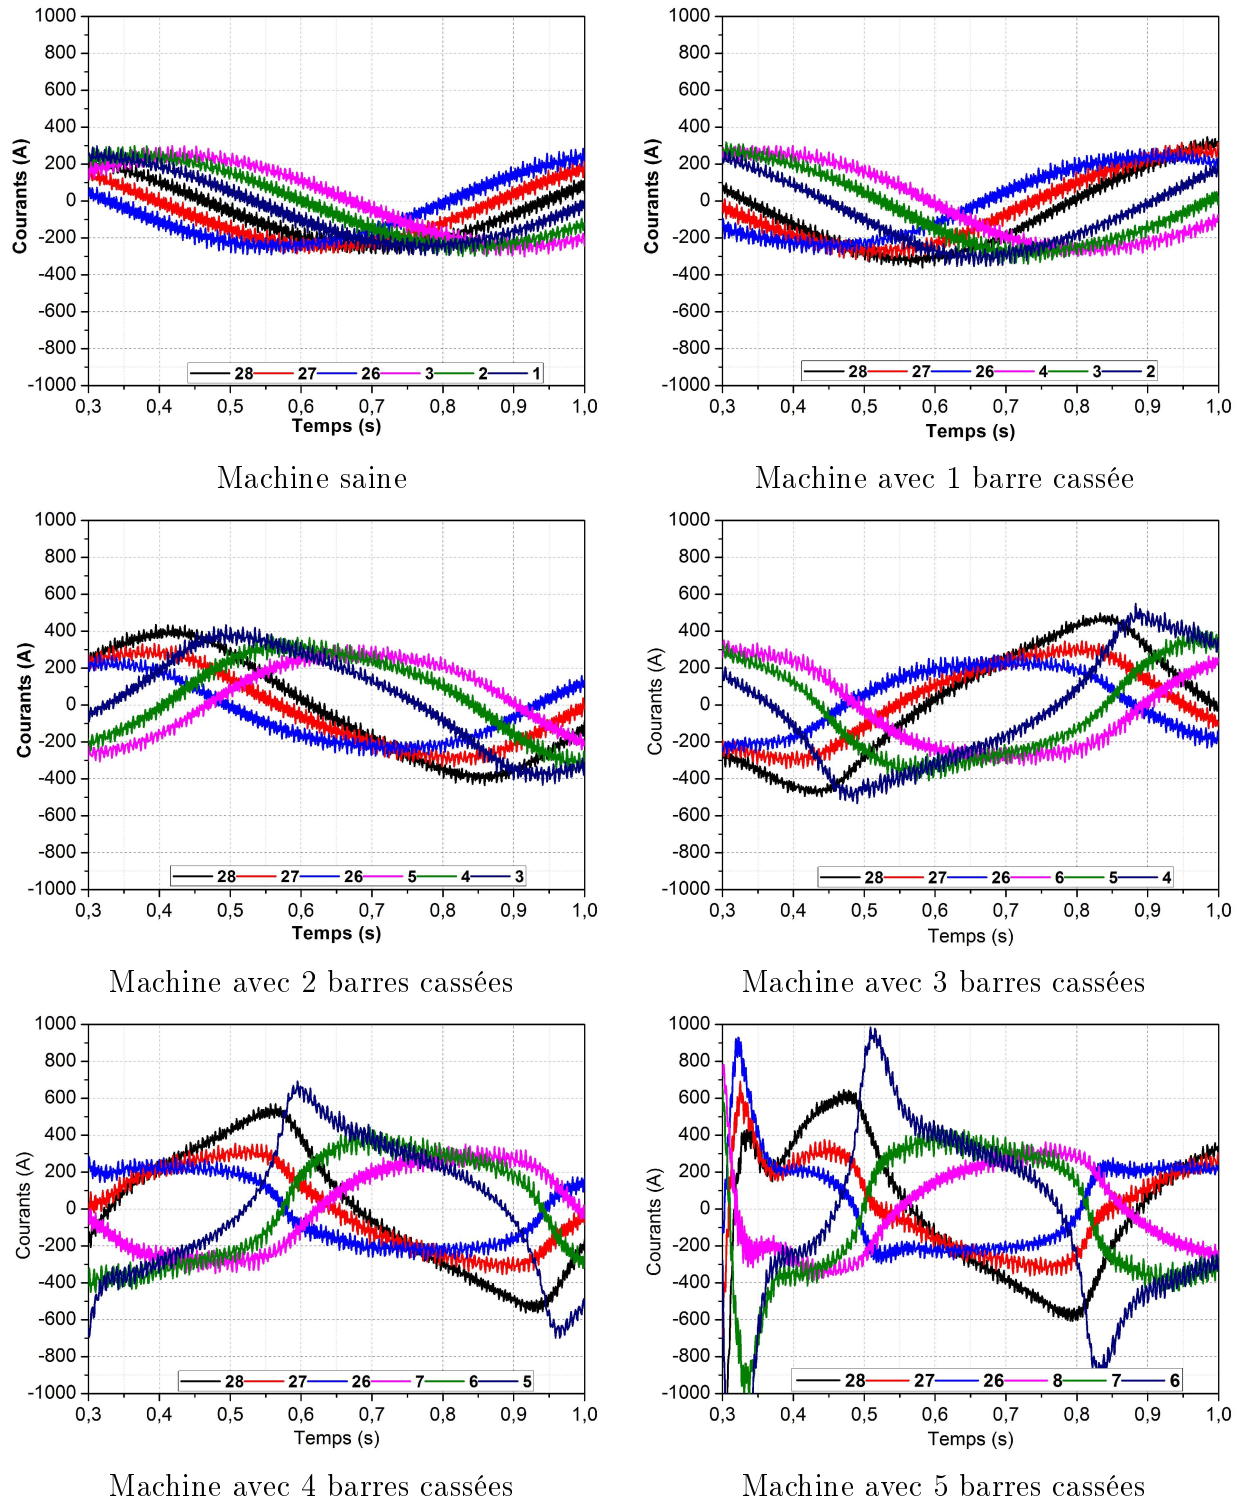 1000
800
600
400
200
0
-200
-400
-600
-800
-1000
Courants (A)
28 27 26 3 2 1
0,3 0,4 0,5 0,6 0,7 0,8 0,9 1,0
Temps (s)
Machine saine
1000
800
600
400
200
0
-200
-400
-600
-800
-1000
Courants (A)
28 27 26 4 3 2
0,3 0,4 0,5 0,6 0,7 0,8 0,9 1,0
Temps (s)
Machine avec 1 barre cassée
1000
800
600
400
200
0
-200
-400
-600
-800
-1000
Courants (A)
28 27 26 5 4 3
0,3 0,4 0,5 0,6 0,7 0,8 0,9 1,0
Temps (s)
Machine avec 2 barres cassées
1000
800
600
400
200
0
-200
-400
-600
-800
-1000
Courants (A)
28 27 26 6 5 4
0,3 0,4 0,5 0,6 0,7 0,8 0,9 1,0
Temps (s)
Machine avec 3 barres cassées
1000
800
600
400
200
0
-200
-400
-600
-800
-1000
Courants (A)
28 27 26 7 6 5
0,3 0,4 0,5 0,6 0,7 0,8 0,9 1,0
Temps (s)
Machine avec 4 barres cassées
1000
800
600
400
200
0
-200
-400
-600
-800
-1000
Courants (A)
28 27 26 8 7 6
0,3 0,4 0,5 0,6 0,7 0,8 0,9 1,0
Temps (s)
Machine avec 5 barres cassées